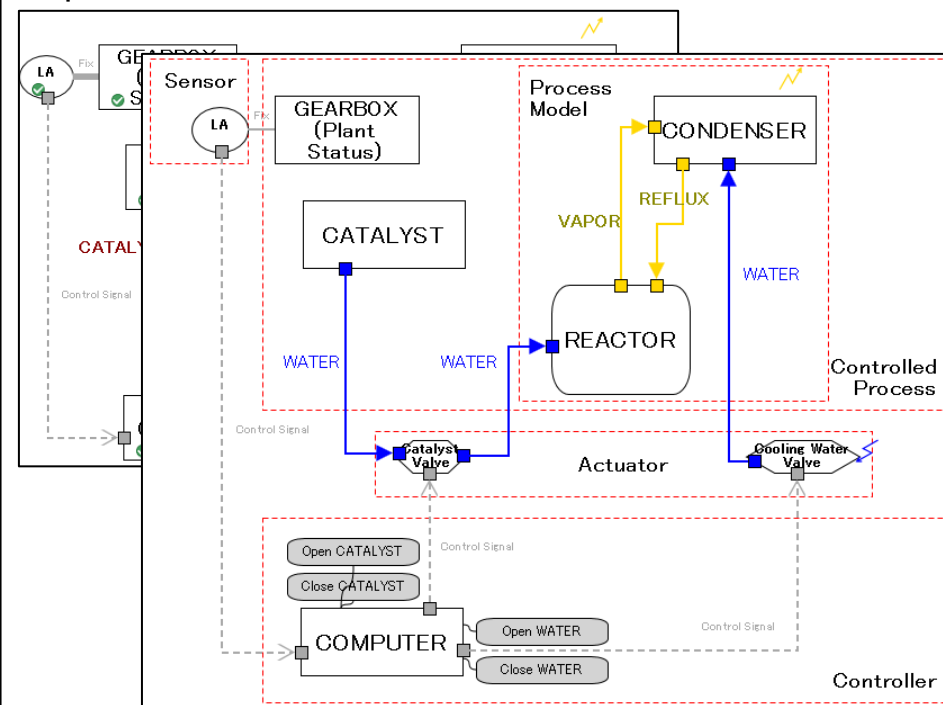 LA
Fix
GEARBOX
Sensor
LA
Fix
GEARBOX
(Plant
Status)
Process
Model
CONDENSER
REFLUX
VAPOR
CATALYST
CATALY
WATER
Control Signal
REACTOR
WATER
WATER
Controlled
Process
Control Signal
Catalyst
Valve
Actuator
Cooling Water
Valve
Open CATALYST
Control Signal
Close CATALYST
COMPUTER
Open WATER
Control Signal
Close WATER
Controller